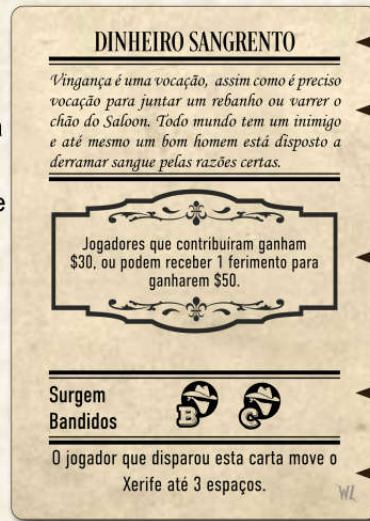 DINHEIRO SANGRENTO
Vingança é uma vocação, assim como é preciso
vocação para juntar um rebanho ou varrer o
chão do Saloon. Todo mundo tem um inimigo
e até mesmo um bom homem está disposto a
derramar sangue pelas razões certas.
Jogadores que contribuíram ganham
$30, ou podem receber 1 ferimento para
ganharem $50.
Surgem
Bandidos
B C
O jogador que disparou esta carta move o
Xerife até 3 espaços.
WL